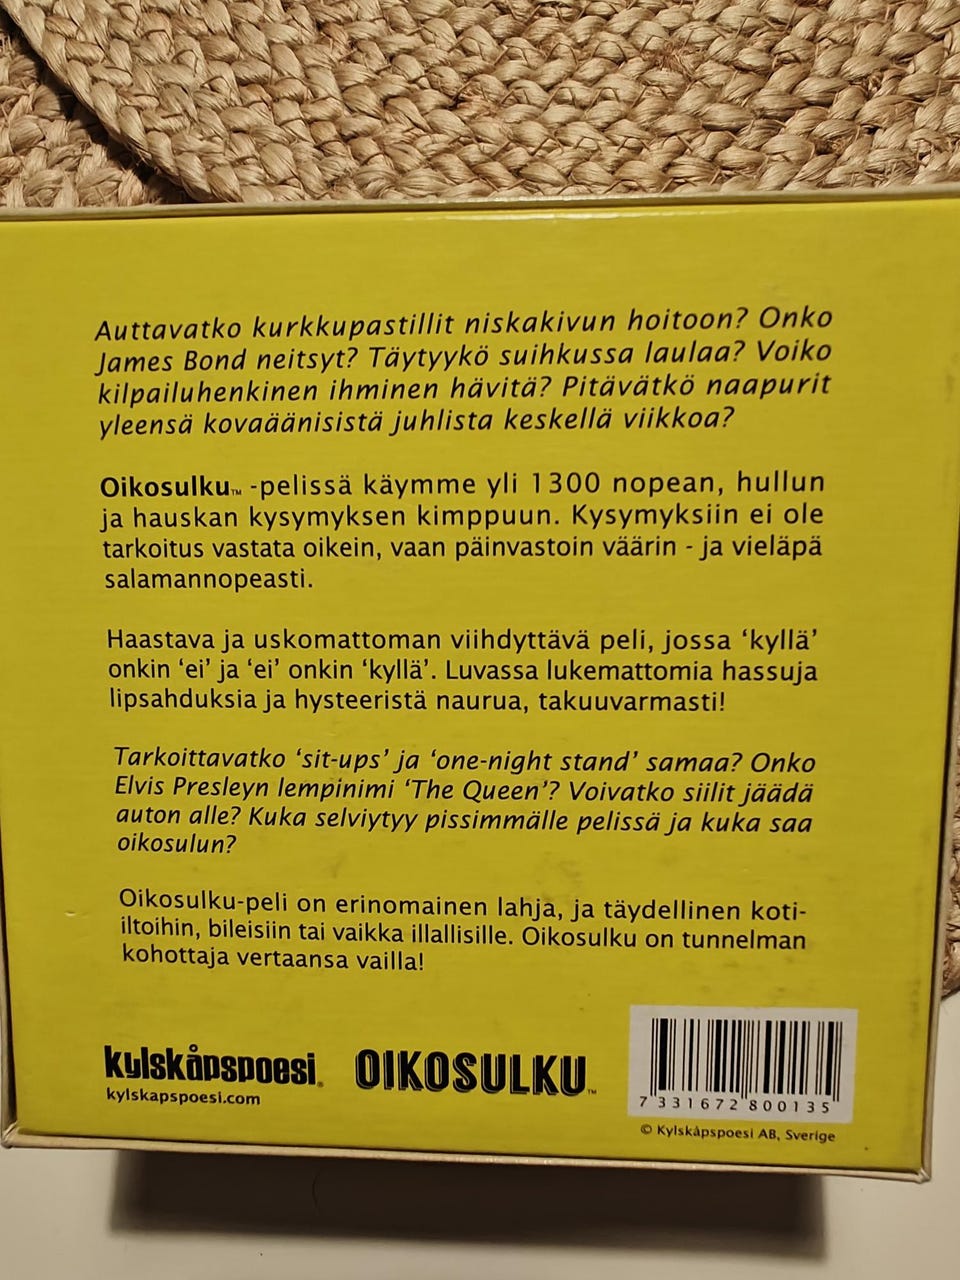 Auttavatko kurkkupastillit niskakivun hoitoon? Onko
James Bond neitsyt? Täytyykö suihkussa laulaa? Voiko
kilpailuhenkinen ihminen hävitä? Pitävätkö naapurit
yleensä kovaäänisistä juhlista keskellä viikkoa?
Oikosulku™ -pelissä käymme yli 1300 nopean, hullun
ja hauskan kysymyksen kimppuun. Kysymyksiin ei ole
tarkoitus vastata oikein, vaan päinvastoin väärin - ja vieläpä
salamannopeasti.
Haastava ja uskomattoman viihdyttävä peli, jossa ‘kyllä’
onkin ‘ei’ ja ‘ei’ onkin ‘kyllä’. Luvassa lukemattomia hassuja
lipsahduksia ja hysteeristä naurua, takuuvarmasti!
Tarkoittavatko ‘sit-ups’ ja ‘one-night stand’ samaa? Onko
Elvis Presleyn lempinimi ‘The Queen’? Voivatko siilit jäädä
auton alle? Kuka selviytyy pissimmälle pelissä ja kuka saa
oikosulun?
Oikosulku-peli on erinomainen lahja, ja täydellinen koti-
iltoihin, bileisiin tai vaikka illallisille. Oikosulku on tunnelman
kohottaja vertaansa vailla!
kylskåpspoesi®
kylskapspoesi.com
OIKOSULKU™
7 331672 800135
© Kylskåpspoesi AB, Sverige